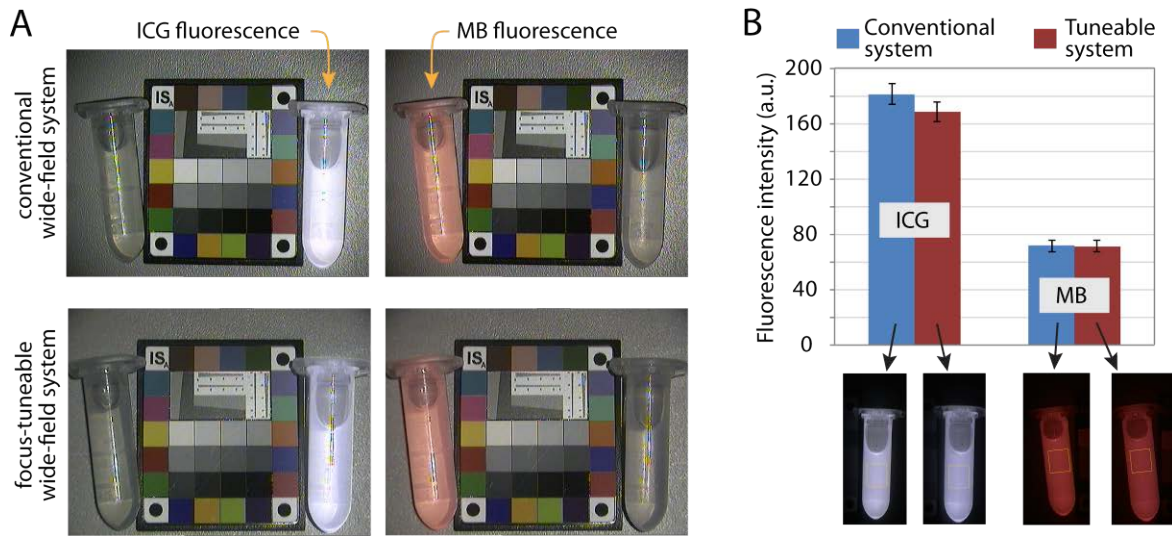 A
ICG fluorescence
MB fluorescence
conventional
wide-field system
IS
A
IS
A
focus-tuneable
wide-field system
IS
A
IS
A
B
Conventional
system
Tuneable
system
Fluorescence intensity (a.u.)
200
160
120
80
40
0
ICG
MB